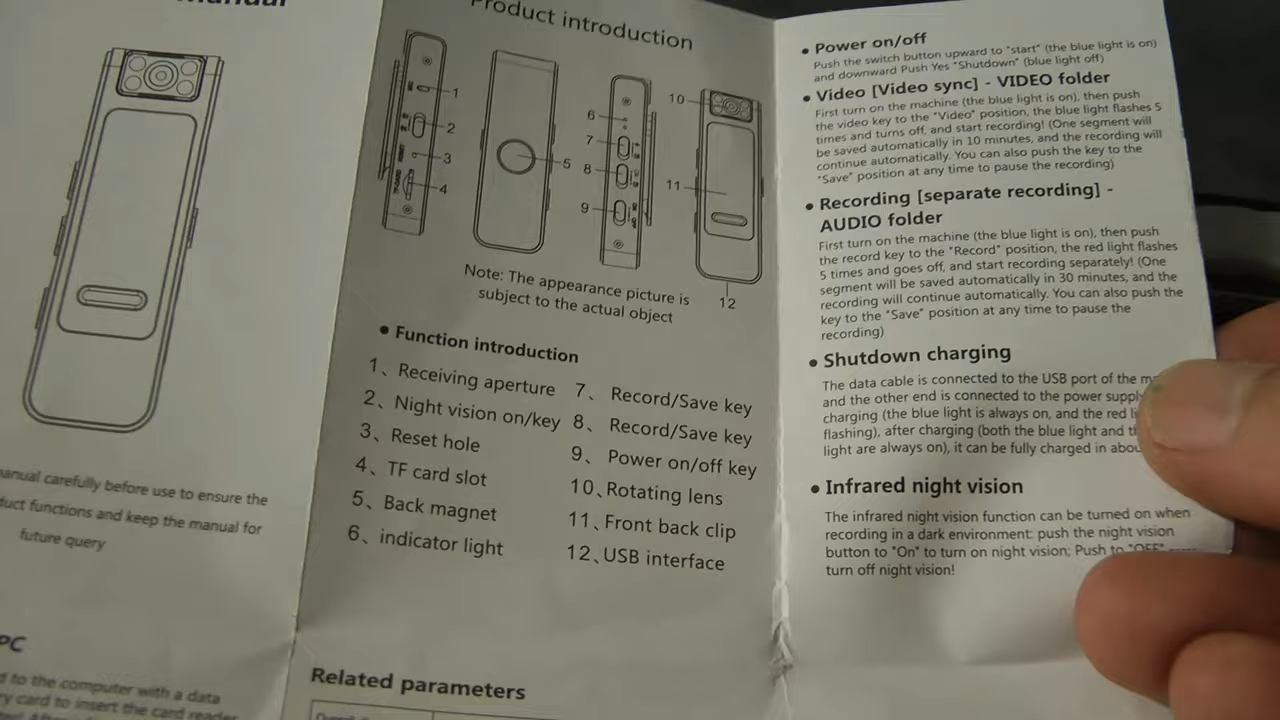 Manual
manual carefully before use to ensure the
functions and keep the manual for
future query
PC
to the computer with a data
card to insert the card reader
Product introduction
1
2
3
4
5
6
7
8
9
10
11
12
Note: The appearance picture is
subject to the actual object
• Function introduction
1、Receiving aperture
2、Night vision on/key
3、Reset hole
4、TF card slot
5、Back magnet
6、indicator light
7、Record/Save key
8、Record/Save key
9、Power on/off key
10、Rotating lens
11、Front back clip
12、USB interface
Related parameters
• Power on/off
Push the switch button upward to "start" (the blue light is on)
and downward Push Yes "Shutdown" (blue light off)
• Video [Video sync] - VIDEO folder
First turn on the machine (the blue light is on), then push
the video key to the "Video" position, the blue light flashes 5
times and turns off, and start recording! (One segment will
be saved automatically in 10 minutes, and the recording will
continue automatically. You can also push the key to the
"Save" position at any time to pause the recording)
• Recording [separate recording] -
AUDIO folder
First turn on the machine (the blue light is on), then push
the record key to the "Record" position, the red light flashes
5 times and goes off, and start recording separately! (One
segment will be saved automatically in 30 minutes, and the
recording will continue automatically. You can also push the
key to the "Save" position at any time to pause the
recording)
• Shutdown charging
The data cable is connected to the USB port of the
and the other end is connected to the power supply
charging (the blue light is always on, and the red
flashing), after charging (both the blue light and
light are always on), it can be fully charged in
• Infrared night vision
The infrared night vision function can be turned on when
recording in a dark environment: push the night vision
button to "On" to turn on night vision; Push to "OFF"
turn off night vision!